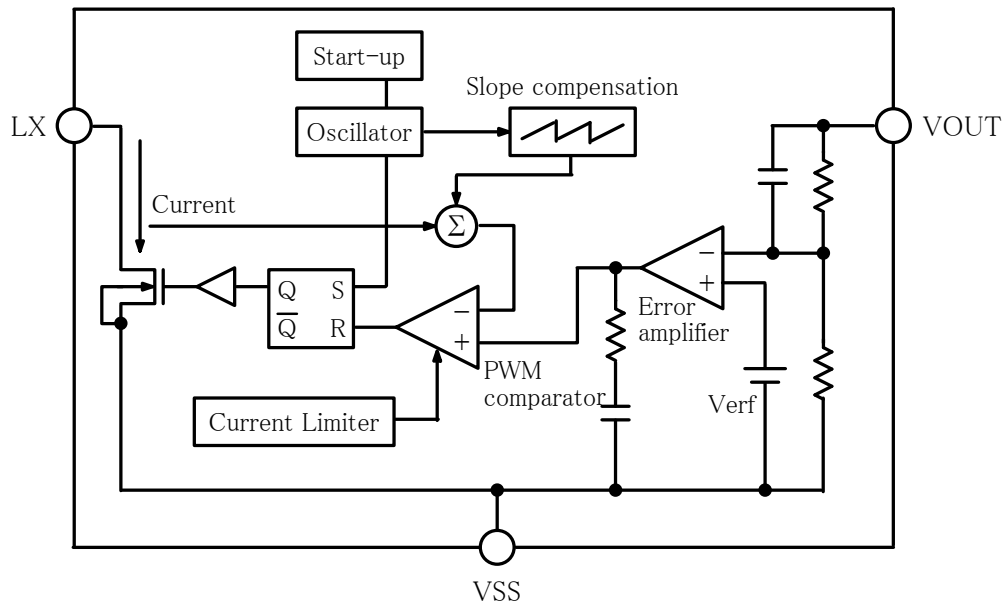 Start-up
Slope compensation
LX
Oscillator
VOUT
Current
Σ
Q S
Q̅ R
−
+
−
+
Error
amplifier
PWM
comparator
Verf
Current Limiter
VSS